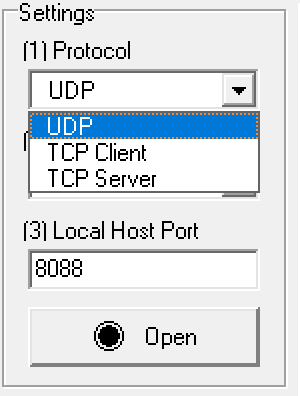 Settings
(1) Protocol
UDP
UDP
TCP Client
TCP Server
(3) Local Host Port
8088
Open